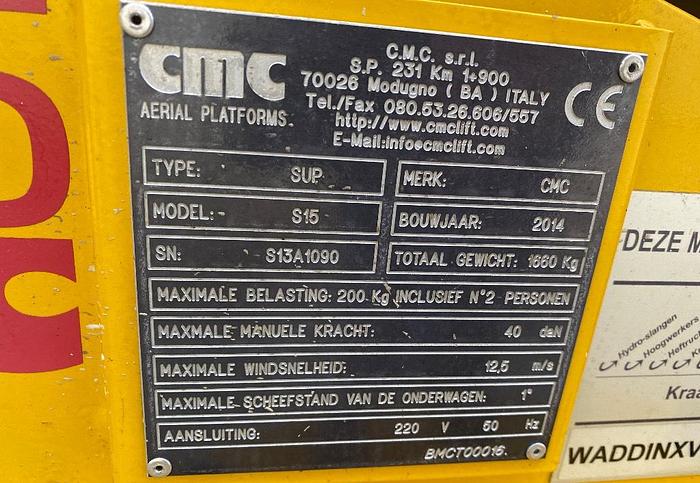 cmc
AERIAL PLATFORMS
C.M.C. s.r.l.
S.P. 231 Km 1+900
70026 Modugno ( BA ) ITALY
Tel./Fax 080.53.26.606/557
http://www.cmclift.com
E-Mail:info@cmclift.com
CE
TYPE: SUP
MERK: CMC
MODEL: S15
BOUWJAAR: 2014
SN: S13A1090
TOTAAL GEWICHT: 1660 Kg
MAXIMALE BELASTING: 200 Kg INCLUSIEF N°2 PERSONEN
MAXMALE MANUELE KRACHT: 40 daN
MAXIMALE WINDSNELHEID: 12,5 m/s
MAXIMALE SCHEEFSTAND VAN DE ONDERWAGEN: 1°
AANSLUITING: 220 V 50 Hz
BMCT00016.
DEZE M
Hydro-slangen
Hoogwerkers
Heftruc
Kraa
WADDINXV